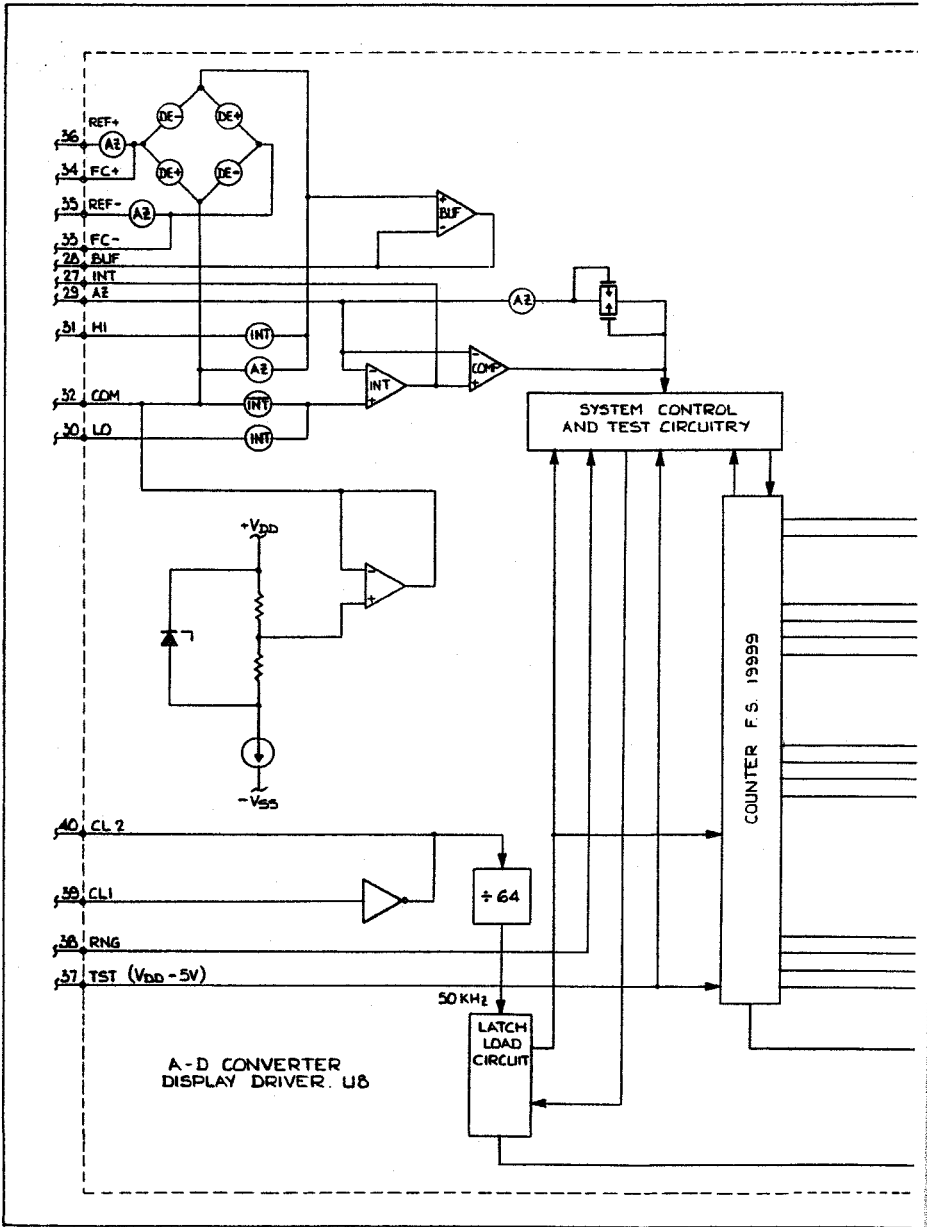 DE-
DE+
DE+
DE-
36 REF+ AZ
34 FC+
35 REF- AZ
33 FC-
28 BUF
27 INT
29 AZ
+ BUF -
AZ
31 HI
INT
AZ
- INT +
- COMP +
32 COM
INT
30 LO
INT
SYSTEM CONTROL
AND TEST CIRCUITRY
+VDD
-
+
-VSS
COUNTER F.S. 19999
40 CL2
÷64
39 CL1
38 RNG
37 TST (VDD-5V)
50 KHz
LATCH
LOAD
CIRCUIT
A-D CONVERTER
DISPLAY DRIVER. U8